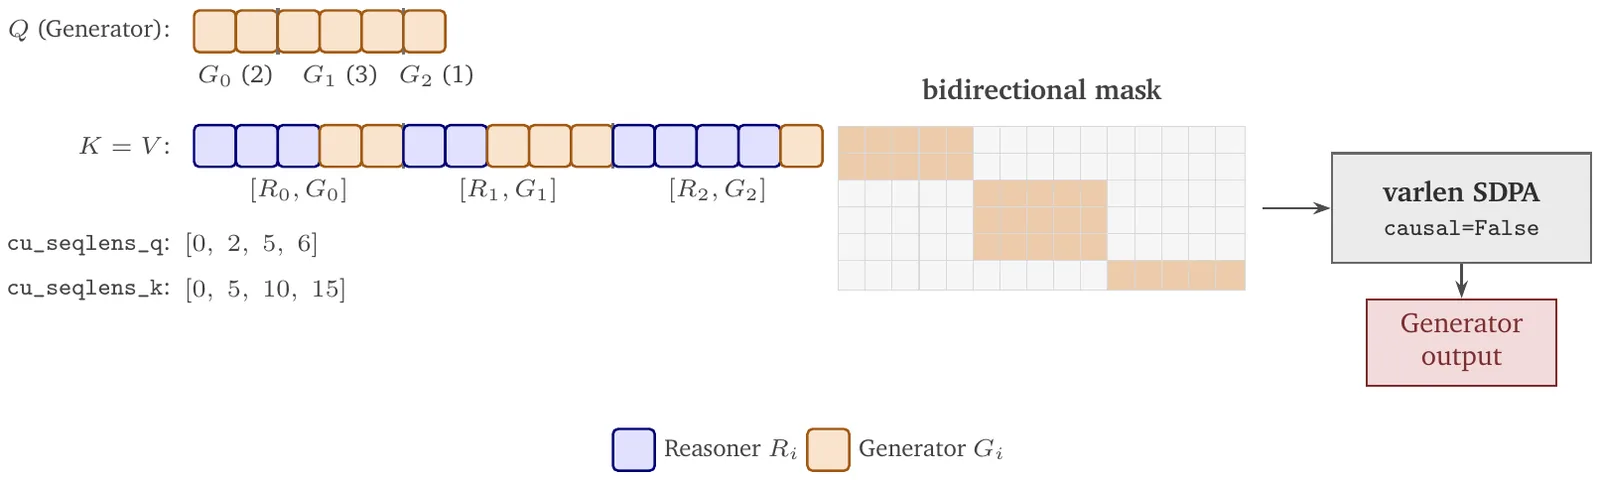 Q (Generator):
G₀ (2) G₁ (3) G₂ (1)
K = V:
[R₀, G₀] [R₁, G₁] [R₂, G₂]
cu_seqlens_q: [0, 2, 5, 6]
cu_seqlens_k: [0, 5, 10, 15]
bidirectional mask
varlen SDPA
causal=False
Generator
output
Reasoner Rᵢ Generator Gᵢ